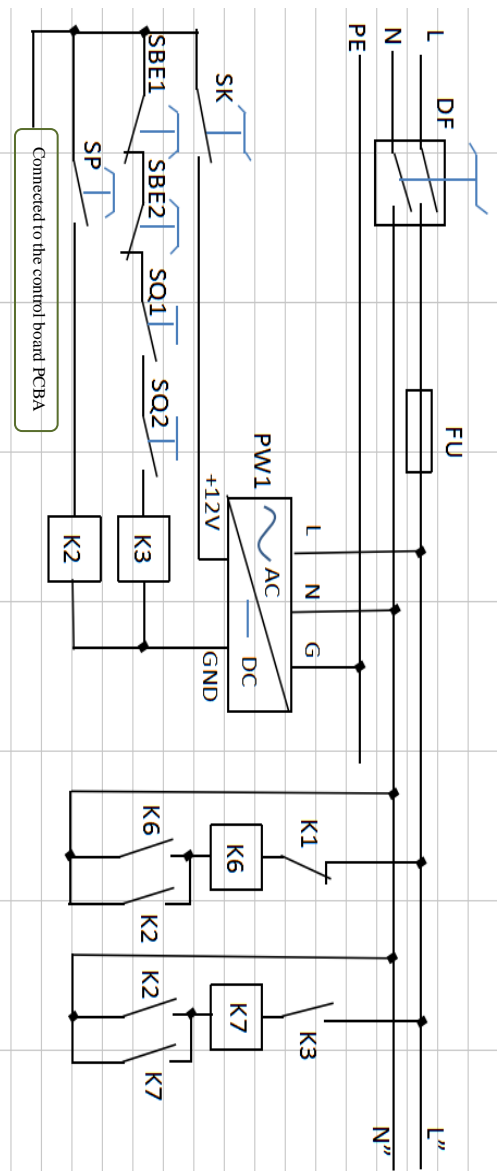 L
N
PE
DF
SBE1
SK
SP
SBE2
Connected to the control board PCBA
SQ1
SQ2
FU
PW1
+12V
L
AC
N
K2
K3
G
DC
GND
K6
K1
K6
K2
K2
K7
K3
K7
N”
L”